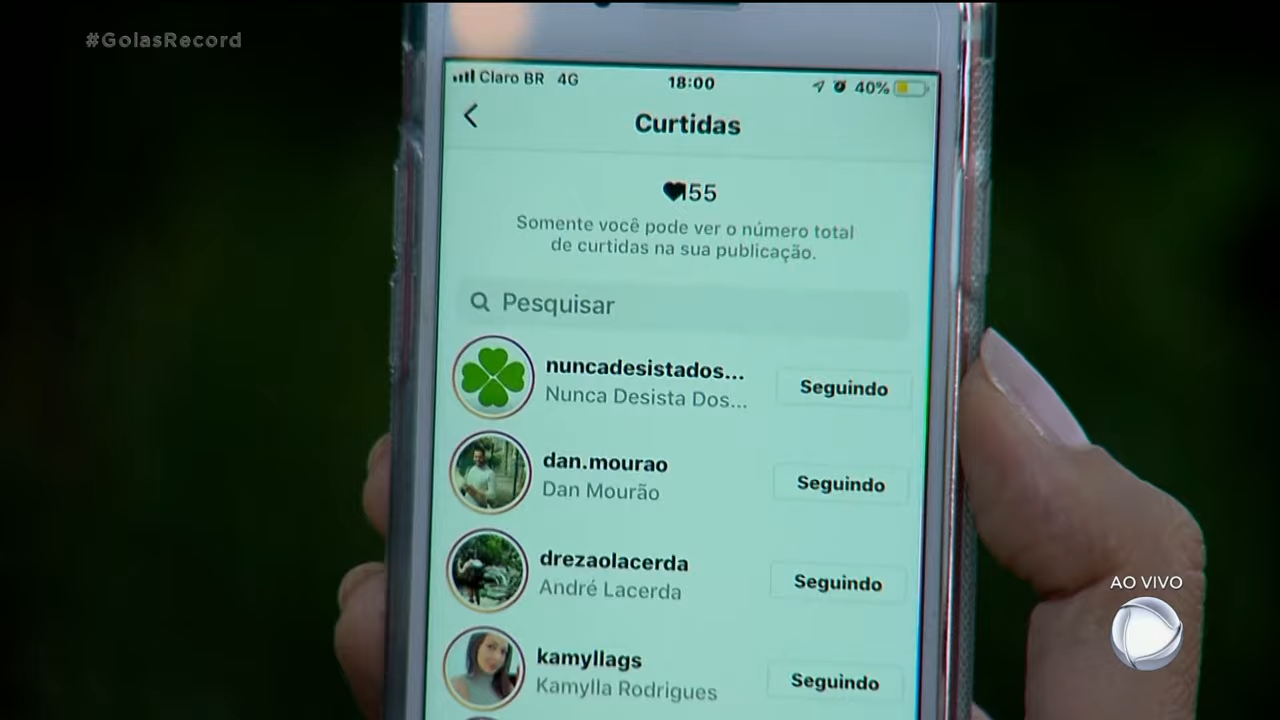 #GoiásRecord
Claro BR 4G 18:00 40%
Curtidas
155
Somente você pode ver o número total
de curtidas na sua publicação.
Pesquisar
nuncadesistados...
Nunca Desista Dos...
Seguindo
dan.mourao
Dan Mourão
Seguindo
drezaolacerda
André Lacerda
Seguindo
kamyllags
Kamylla Rodrigues
Seguindo
AO VIVO